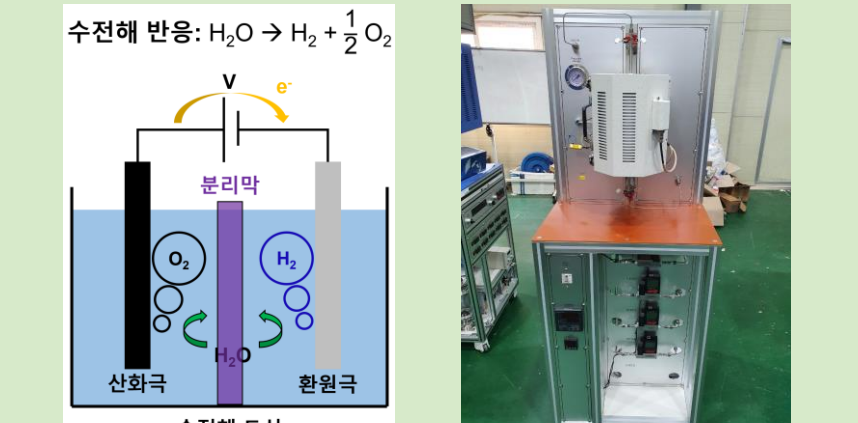 수전해 반응: H₂O → H₂ + 1/2 O₂
V
e⁻
분리막
O₂
H₂
H₂O
산화극
환원극